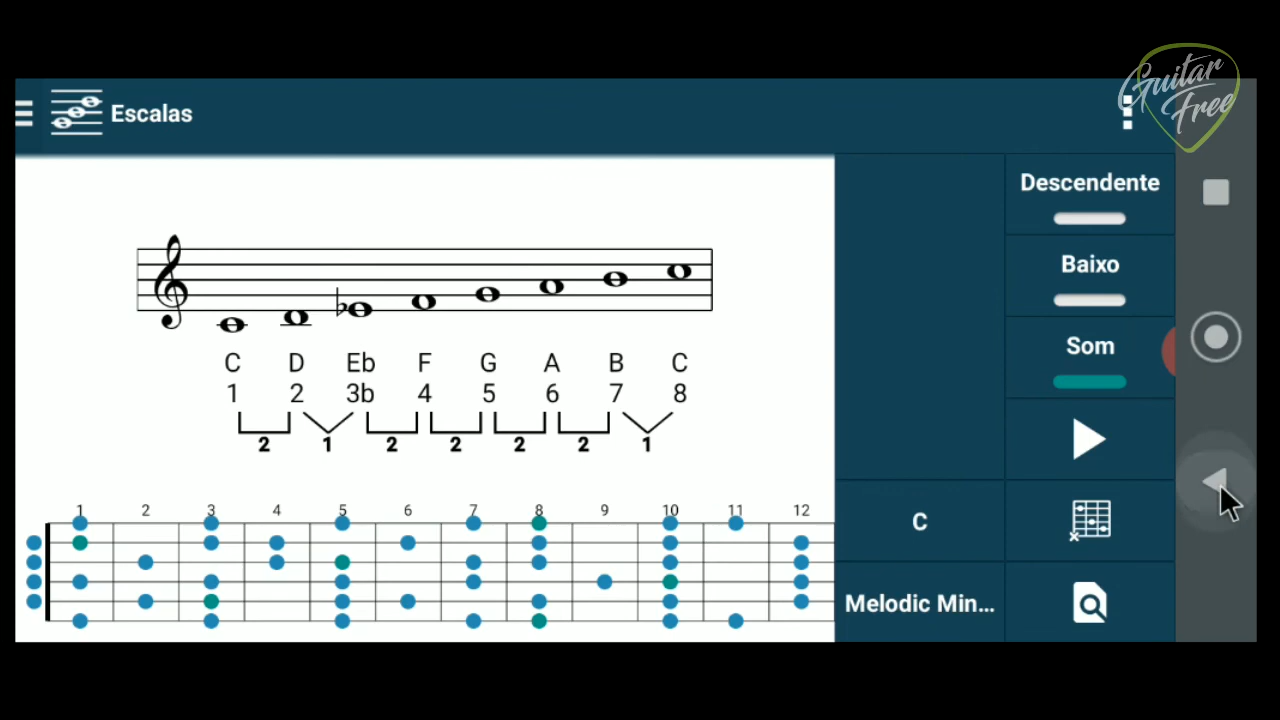 Guitar
Free
Escalas
Descendente
Baixo
Som
C D Eb F G A B C
1 2 3b 4 5 6 7 8
2 1 2 2 2 2 1
1 2 3 4 5 6 7 8 9 10 11 12
C
Melodic Min...